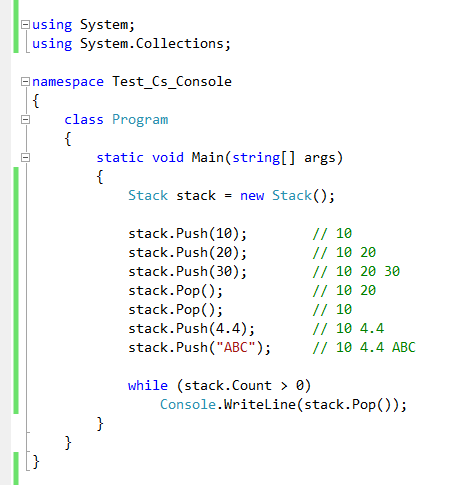 using System;
using System.Collections;
namespace Test_Cs_Console
{
class Program
{
static void Main(string[] args)
{
Stack stack = new Stack();
stack.Push(10); // 10
stack.Push(20); // 10 20
stack.Push(30); // 10 20 30
stack.Pop(); // 10 20
stack.Pop(); // 10
stack.Push(4.4); // 10 4.4
stack.Push("ABC"); // 10 4.4 ABC
while (stack.Count > 0)
Console.WriteLine(stack.Pop());
}
}
}